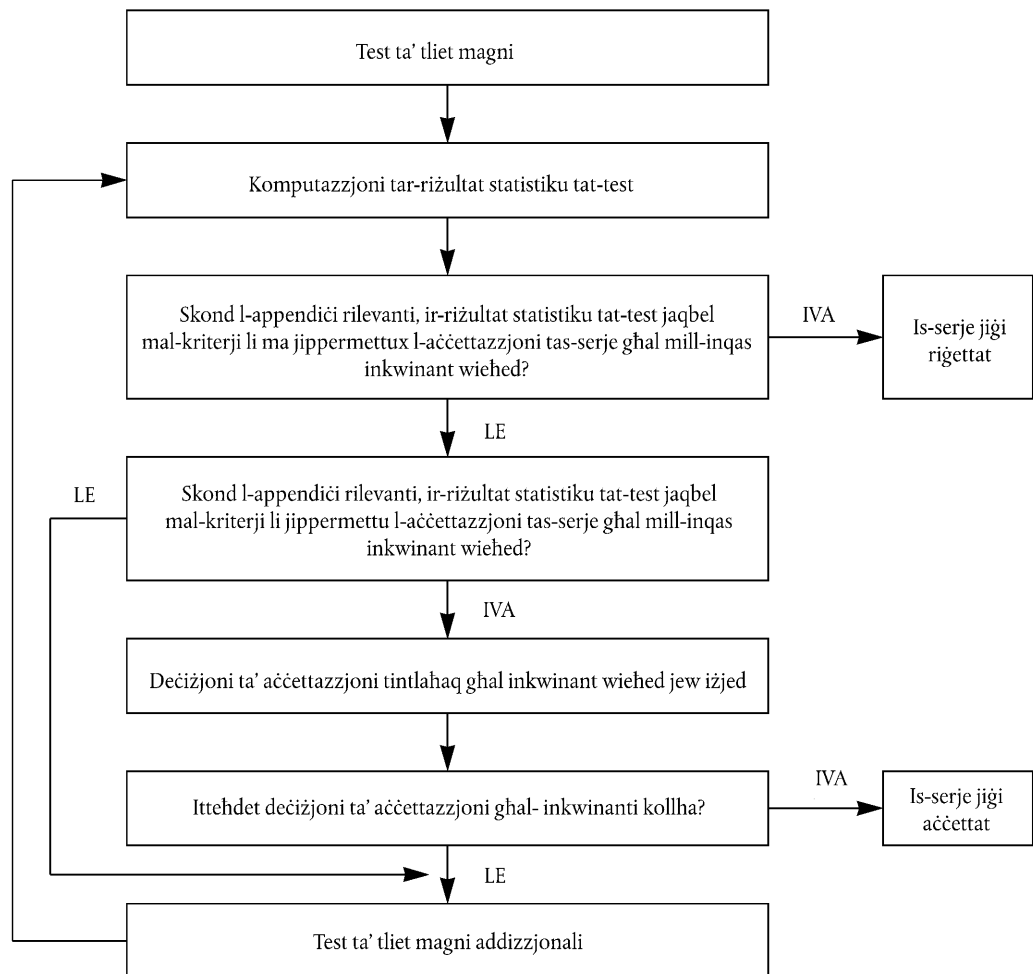 Test ta’ tliet magni
Komputazzjoni tar-riżultat statistiku tat-test
Skond l-appendiċi rilevanti, ir-riżultat statistiku tat-test jaqbel
mal-kriterji li ma jippermettux l-aċċettazzjoni tas-serje għal mill-inqas
inkwinant wieħed?
IVA
Is-serje jiġi
riġettat
LE
LE
Skond l-appendiċi rilevanti, ir-riżultat statistiku tat-test jaqbel
mal-kriterji li jippermettu l-aċċettazzjoni tas-serje għal mill-inqas
inkwinant wieħed?
IVA
Deċiżjoni ta’ aċċettazzjoni tintlaħaq għal inkwinant wieħed jew iżjed
Ittieħdet deċiżjoni ta’ aċċettazzjoni għal- inkwinanti kollha?
IVA
Is-serje jiġi
aċċettat
LE
Test ta’ tliet magni addizzjonali